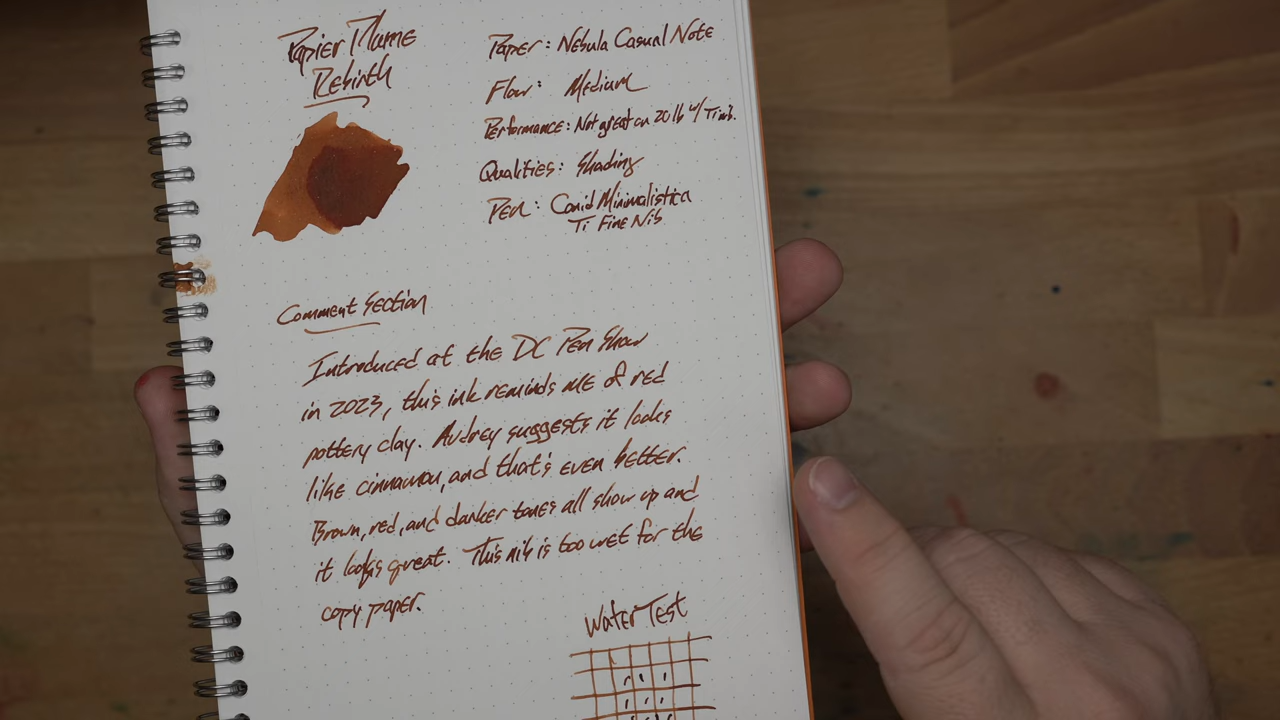 Papier Plume
Rebirth
Paper: Nebula Casual Note
Flow: Medium
Performance: Not great on 20 lb w/ Ti nib.
Qualities: Shading
Pen: Conid Minimalistica
Ti Fine Nib
Comment Section
Introduced at the DC Pen Show
in 2023, this ink reminds me of red
pottery clay. Audrey suggests it looks
like cinnamon, and that's even better.
Brown, red, and darker tones all show up and
it looks great. This nib is too wet for the
copy paper.
Water Test